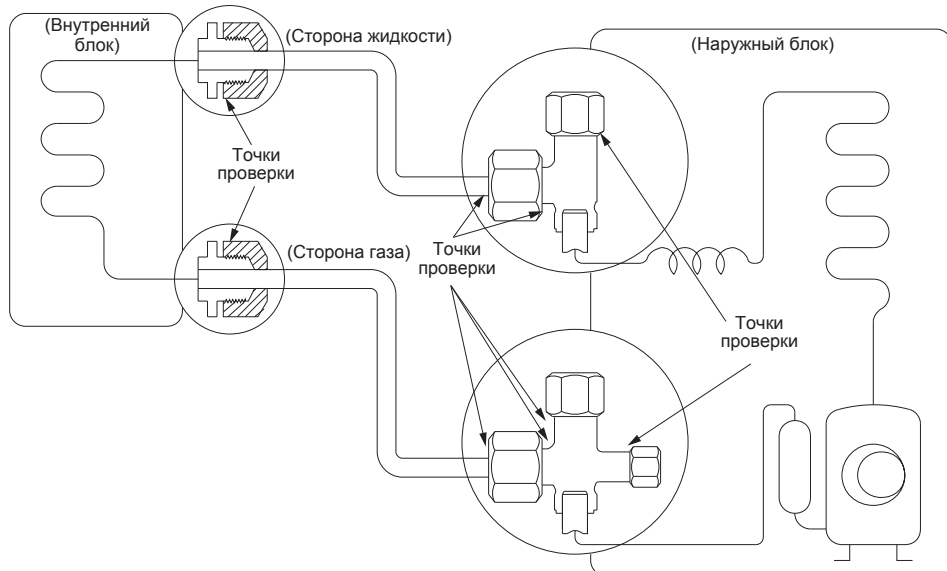 (Внутренний
блок)
(Сторона жидкости)
(Наружный блок)
Точки
проверки
(Сторона газа)
Точки
проверки
Точки
проверки